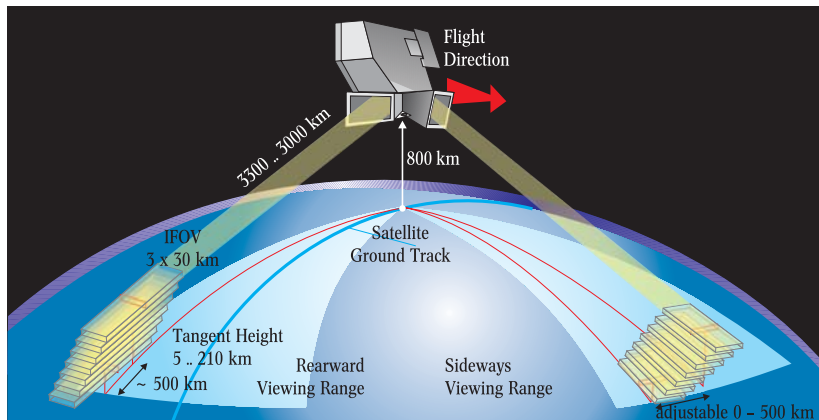 Flight
Direction
3300 .. 3000 km
800 km
IFOV
3 x 30 km
Satellite
Ground Track
Tangent Height
5 .. 210 km
~ 500 km
Rearward
Viewing Range
Sideways
Viewing Range
adjustable 0 – 500 km